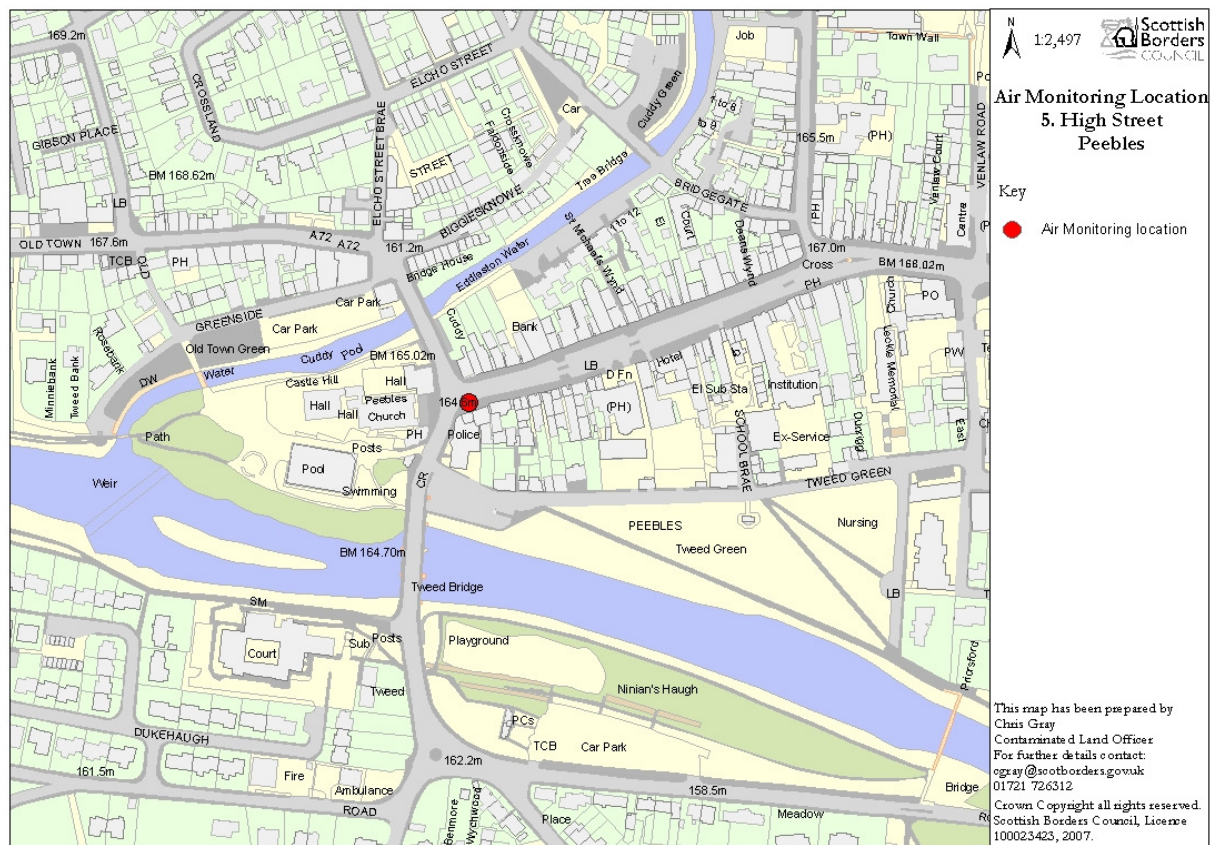 N
1:2,497
Scottish
Borders
COUNCIL
Air Monitoring Location
5. High Street
Peebles
Key
Air Monitoring location
169.2m
CROSSLAND
ELCHO STREET
GIBSON PLACE
BM 168.62m
LB
ELCHO STREET BRAE
STREET
Faldonside
Crossknowe
Car
Cuddy Green
Job
Town Wall
1 to 8
165.5m
(PH)
Venlaw Court
VENLAW ROAD
Tree Bridge
BRIDGEGATE
BIGGIESKNOWE
OLD TOWN
167.6m
A72
A72
161.2m
TCB
OLD
PH
Bridge House
Eddleston Water
St Michaels Wynd
1 to 12
El
Court
Deans Wynd
PH
167.0m
Cross
BM 166.02m
Centre
Car Park
GREENSIDE
Car Park
Rosebank
Old Town Green
Cuddy
Bank
PH
Church
PO
Minniebank
Tweed Bank
DW
Water
Cuddy Pool
BM 165.02m
Castle Hill
Hall
Hall
Hall
Peebles
Church
164.6m
LB
D Fn
Hotel
(PH)
El Sub Sta
Institution
Leckie Memorial
PW
Path
Posts
PH
Police
SCHOOL BRAE
Ex-Service
Dunrigg
East
Weir
Pool
Swimming
CR
TWEED GREEN
PEEBLES
Tweed Green
Nursing
BM 164.70m
Tweed Bridge
LB
SM
Court
Sub
Posts
Playground
Tweed
Ninian's Haugh
Priorsford
DUKEHAUGH
PCs
TCB
Car Park
161.5m
Fire
Ambulance
162.2m
158.5m
Bridge
ROAD
Benmore
Wychwood
Place
Meadow
This map has been prepared by
Chris Gray
Contaminated Land Officer
For further details contact:
cgray@scotborders.gov.uk
01721 726312
Crown Copyright all rights reserved.
Scottish Borders Council, Licence
100023423, 2007.